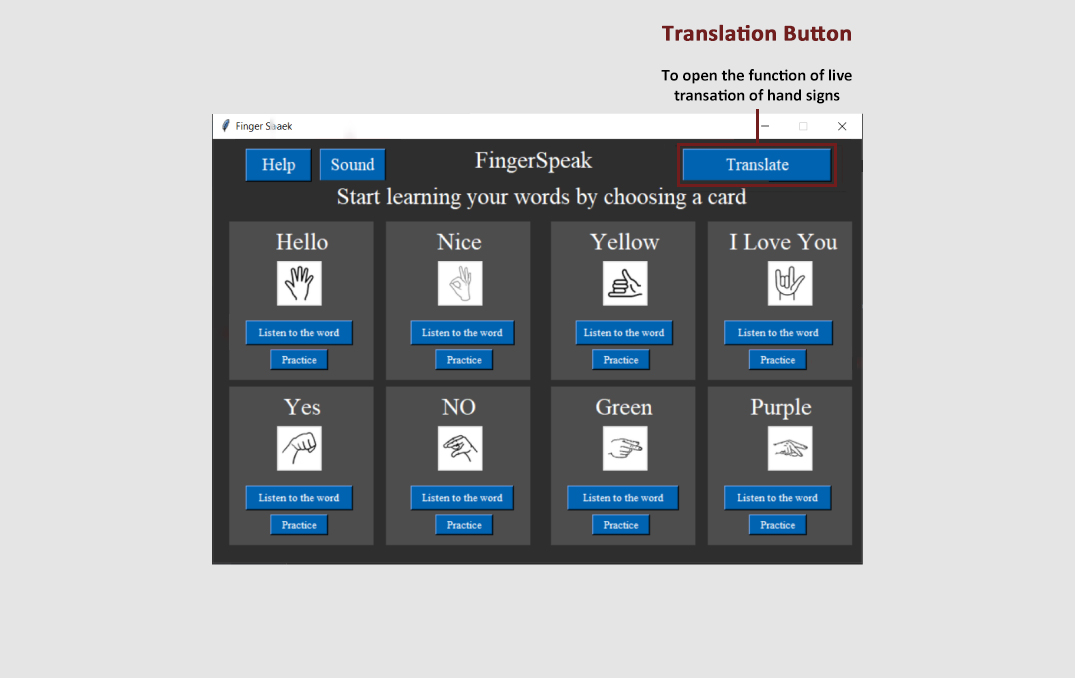 Translation Button
To open the function of live
transation of hand signs
Finger Spaek
Help
Sound
FingerSpeak
Translate
Start learning your words by choosing a card
Hello
Nice
Yellow
I Love You
Listen to the word
Listen to the word
Listen to the word
Listen to the word
Practice
Practice
Practice
Practice
Yes
NO
Green
Purple
Listen to the word
Listen to the word
Listen to the word
Listen to the word
Practice
Practice
Practice
Practice